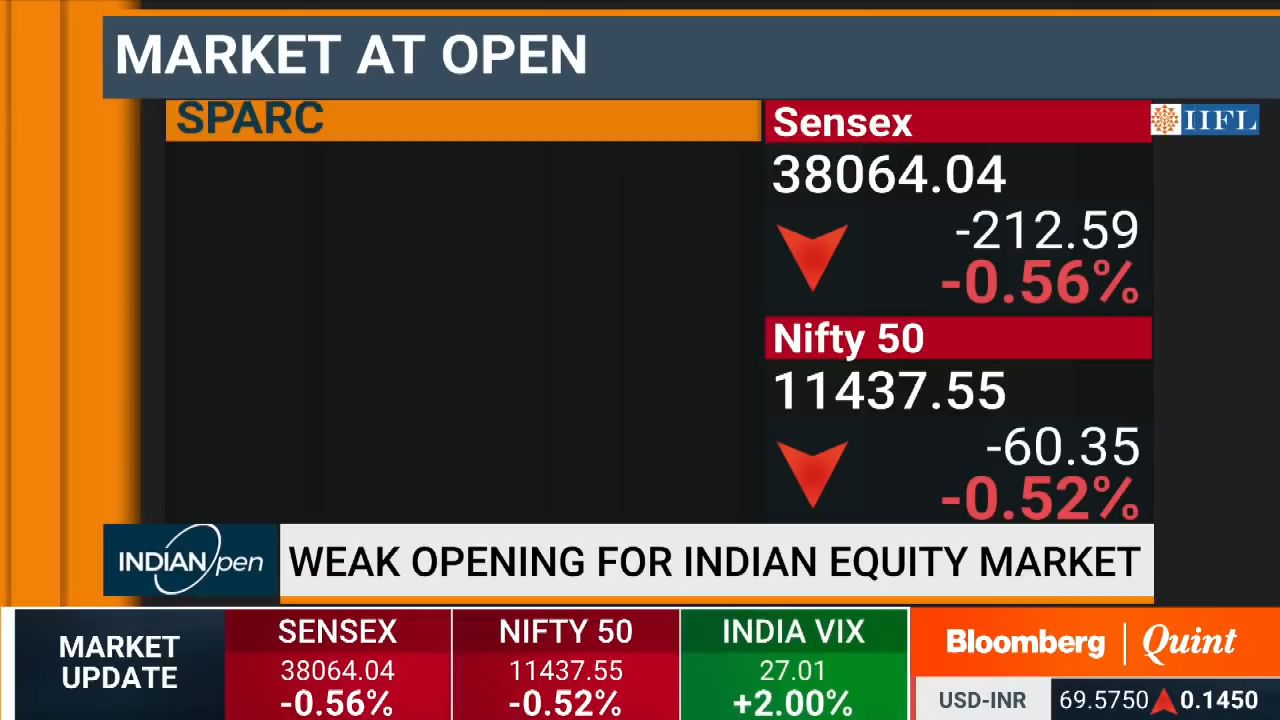 MARKET AT OPEN
SPARC
Sensex
IIFL
38064.04
-212.59
-0.56%
Nifty 50
11437.55
-60.35
-0.52%
INDIAN Open
WEAK OPENING FOR INDIAN EQUITY MARKET
MARKET
UPDATE
SENSEX
38064.04
-0.56%
NIFTY 50
11437.55
-0.52%
INDIA VIX
27.01
+2.00%
Bloomberg | Quint
USD-INR 69.5750 0.1450